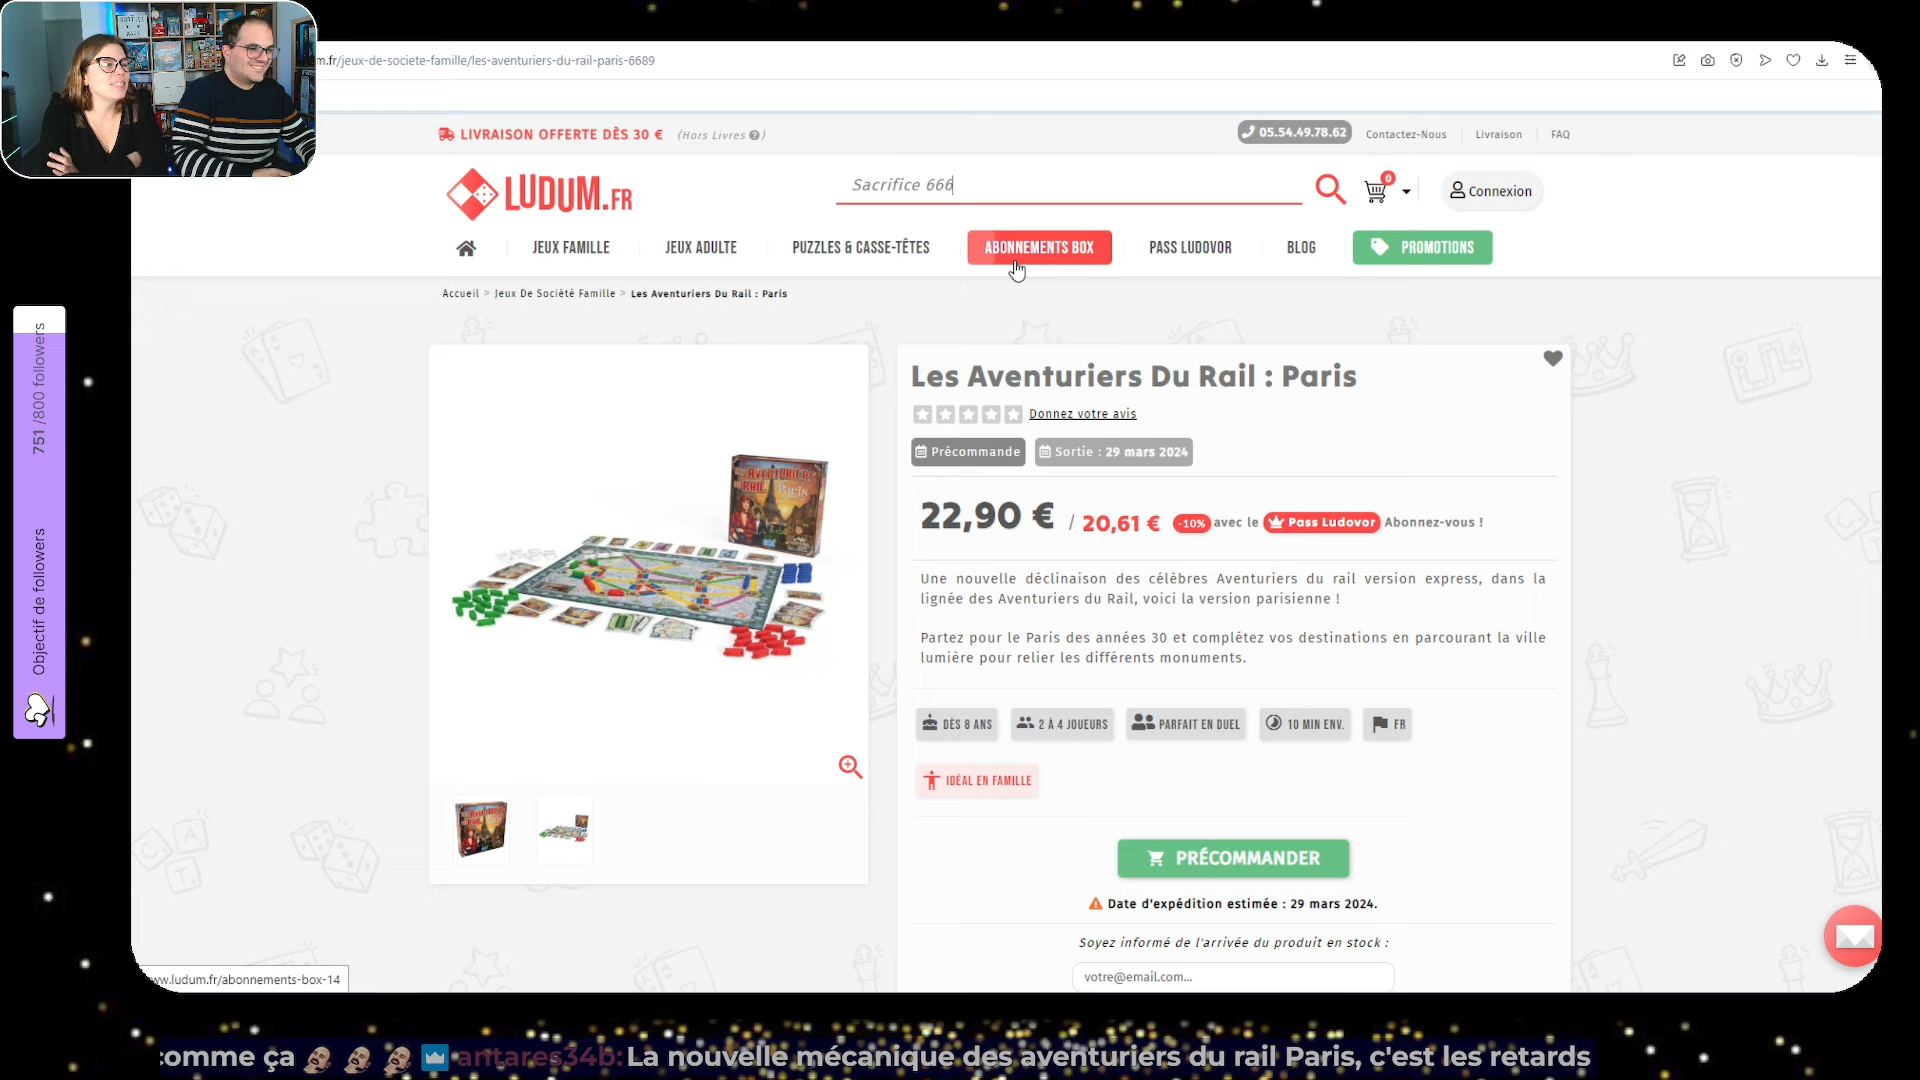 m.fr/jeux-de-societe-famille/les-aventuriers-du-rail-paris-6689
LIVRAISON OFFERTE DÈS 30 € (Hors Livres ?)
05.54.49.78.62
Contactez-Nous
Livraison
FAQ
LUDUM.FR
Sacrifice 666
0
Connexion
JEUX FAMILLE
JEUX ADULTE
PUZZLES & CASSE-TÊTES
ABONNEMENTS BOX
PASS LUDOVOR
BLOG
PROMOTIONS
Accueil > Jeux De Société Famille > Les Aventuriers Du Rail : Paris
Les Aventuriers Du Rail : Paris
Donnez votre avis
Précommande
Sortie : 29 mars 2024
22,90 € / 20,61 € -10% avec le Pass Ludovor Abonnez-vous !
Une nouvelle déclinaison des célèbres Aventuriers du rail version express, dans la
lignée des Aventuriers du Rail, voici la version parisienne !
Partez pour le Paris des années 30 et complétez vos destinations en parcourant la ville
lumière pour relier les différents monuments.
DÈS 8 ANS
2 À 4 JOUEURS
PARFAIT EN DUEL
10 MIN ENV.
FR
IDÉAL EN FAMILLE
PRÉCOMMANDER
Date d'expédition estimée : 29 mars 2024.
Soyez informé de l'arrivée du produit en stock :
votre@email.com...
AVENTURIERS
RAIL
Paris
Objectif de followers
751 /800 followers
ww.ludum.fr/abonnements-box-14
comme ça antares34b: La nouvelle mécanique des aventuriers du rail Paris, c'est les retards